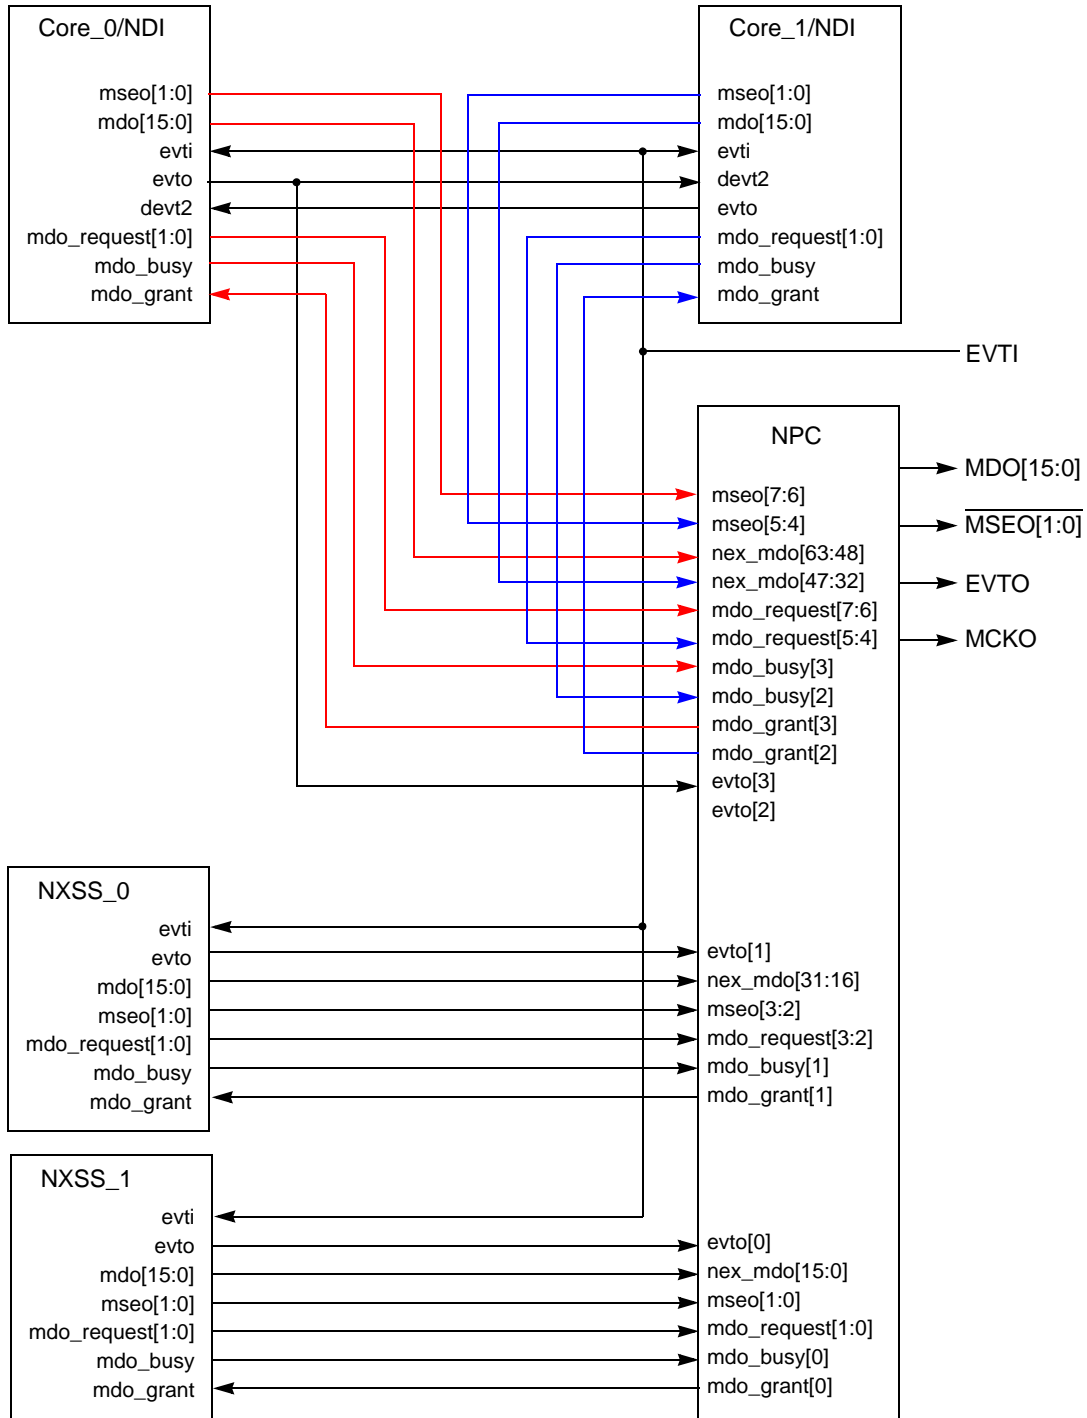 Core_0/NDI
mseo[1:0]
mdo[15:0]
evti
evto
devt2
mdo_request[1:0]
mdo_busy
mdo_grant
Core_1/NDI
mseo[1:0]
mdo[15:0]
evti
devt2
evto
mdo_request[1:0]
mdo_busy
mdo_grant
EVTI
NPC
mseo[7:6]
mseo[5:4]
nex_mdo[63:48]
nex_mdo[47:32]
mdo_request[7:6]
mdo_request[5:4]
mdo_busy[3]
mdo_busy[2]
mdo_grant[3]
mdo_grant[2]
evto[3]
evto[2]
evto[1]
nex_mdo[31:16]
mseo[3:2]
mdo_request[3:2]
mdo_busy[1]
mdo_grant[1]
evto[0]
nex_mdo[15:0]
mseo[1:0]
mdo_request[1:0]
mdo_busy[0]
mdo_grant[0]
MDO[15:0]
MSEO[1:0]
EVTO
MCKO
NXSS_0
evti
evto
mdo[15:0]
mseo[1:0]
mdo_request[1:0]
mdo_busy
mdo_grant
NXSS_1
evti
evto
mdo[15:0]
mseo[1:0]
mdo_request[1:0]
mdo_busy
mdo_grant